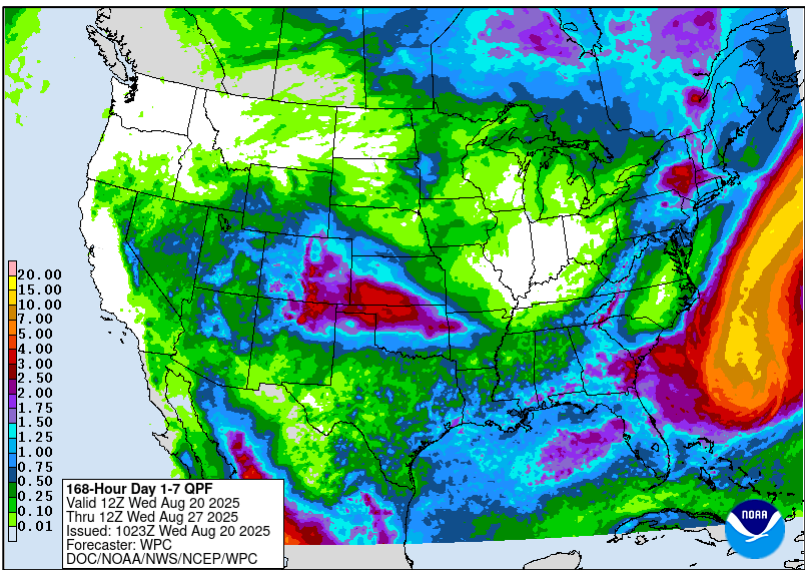 20.00
15.00
10.00
7.00
5.00
4.00
3.00
2.50
2.00
1.75
1.50
1.25
1.00
0.75
0.50
0.25
0.10
0.01
168-Hour Day 1-7 QPF
Valid 12Z Wed Aug 20 2025
Thru 12Z Wed Aug 27 2025
Issued: 1023Z Wed Aug 20 2025
Forecaster: WPC
DOC/NOAA/NWS/NCEP/WPC
NOAA